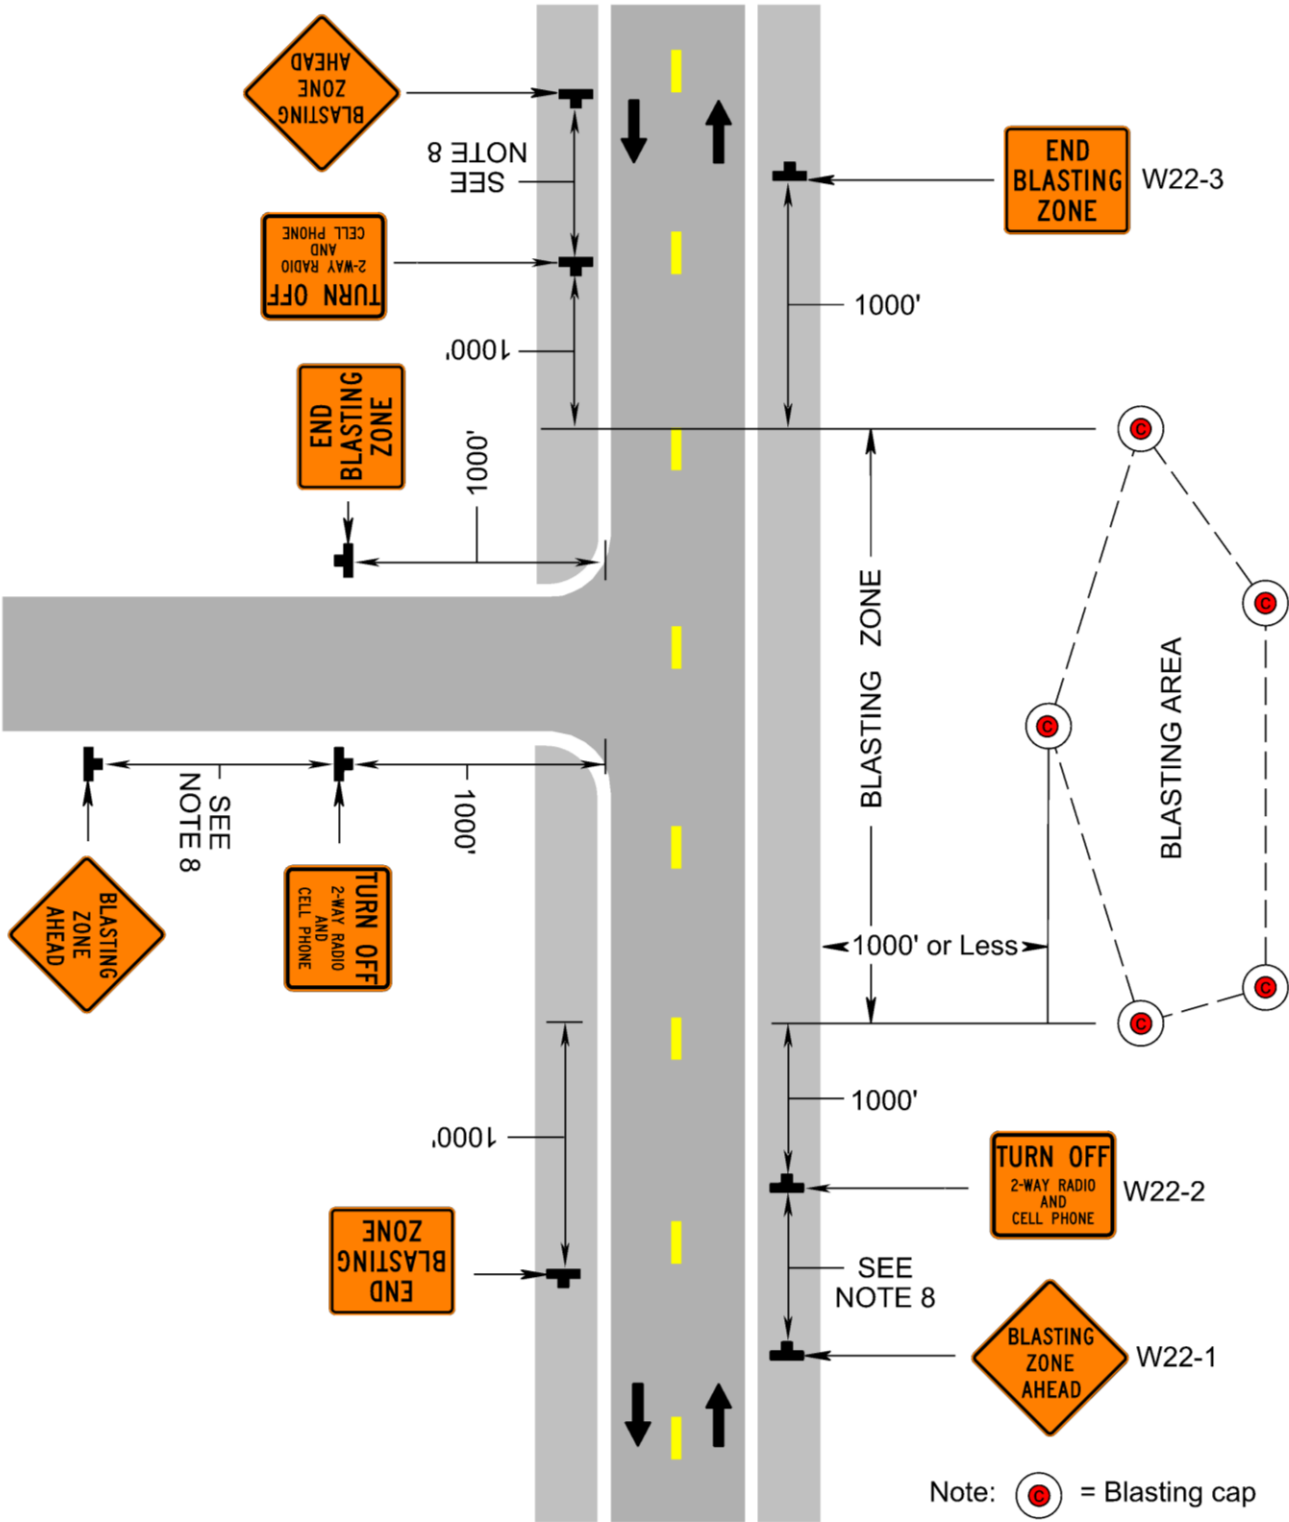 BLASTING
ZONE
AHEAD
SEE
NOTE 8
TURN OFF
2-WAY RADIO
AND
CELL PHONE
1000'
END
BLASTING
ZONE
1000'
END
BLASTING
ZONE
W22-3
1000'
BLASTING ZONE
BLASTING AREA
C
C
C
C
C
1000' or Less
SEE
NOTE 8
1000'
BLASTING
ZONE
AHEAD
TURN OFF
2-WAY RADIO
AND
CELL PHONE
1000'
END
BLASTING
ZONE
1000'
TURN OFF
2-WAY RADIO
AND
CELL PHONE
W22-2
SEE
NOTE 8
BLASTING
ZONE
AHEAD
W22-1
Note: C = Blasting cap